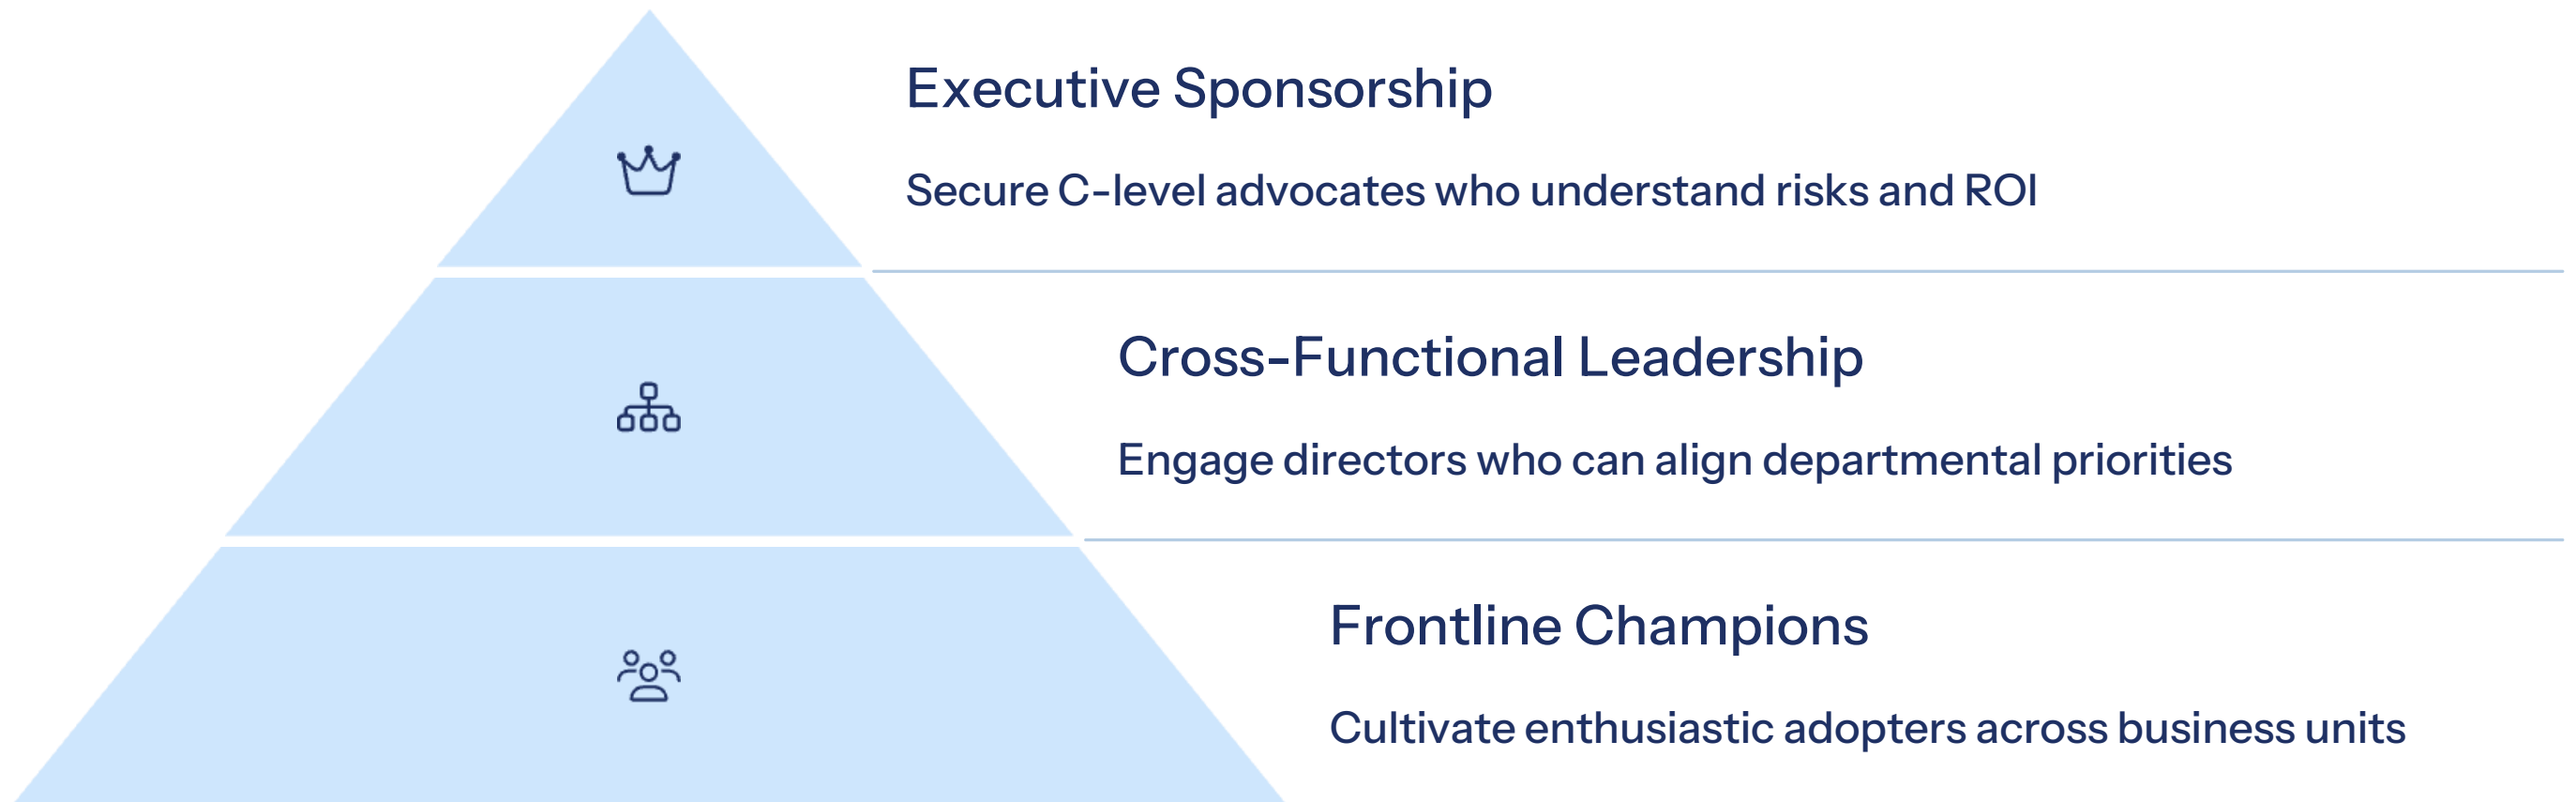 Executive Sponsorship
Secure C-level advocates who understand risks and ROI
Cross-Functional Leadership
Engage directors who can align departmental priorities
Frontline Champions
Cultivate enthusiastic adopters across business units